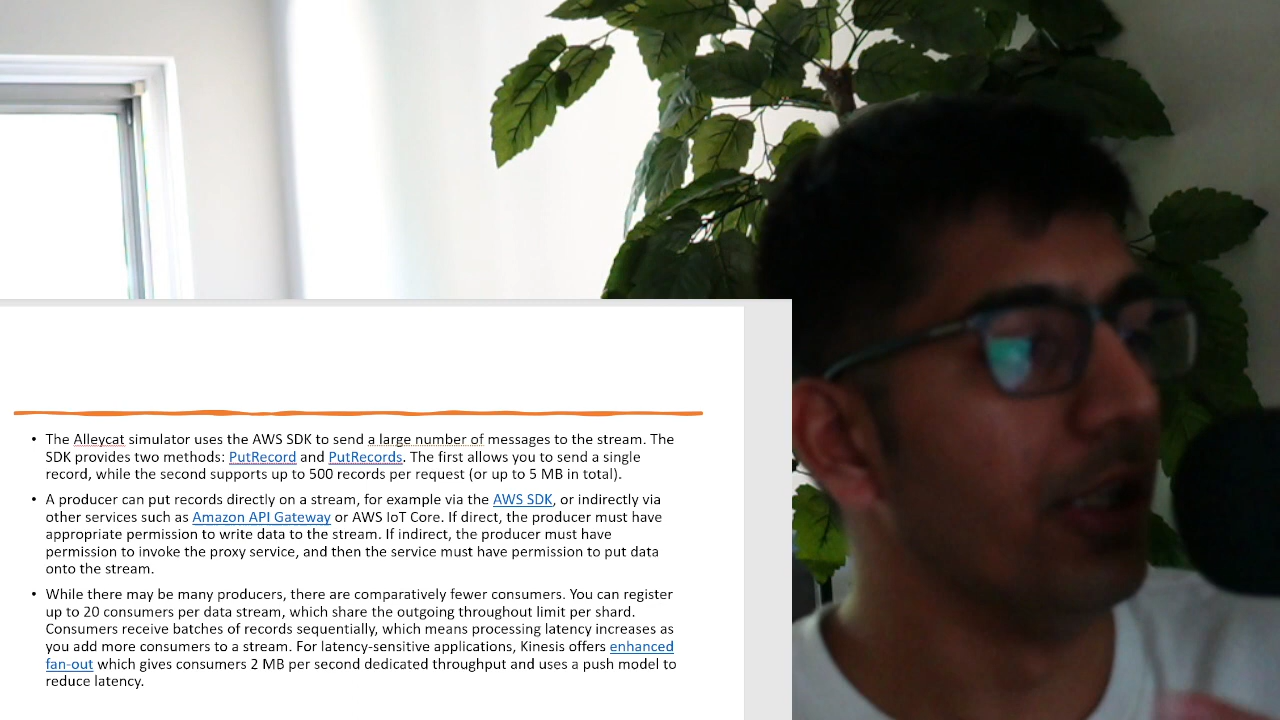 • The Alleycat simulator uses the AWS SDK to send a large number of messages to the stream. The
SDK provides two methods: PutRecord and PutRecords. The first allows you to send a single
record, while the second supports up to 500 records per request (or up to 5 MB in total).
• A producer can put records directly on a stream, for example via the AWS SDK, or indirectly via
other services such as Amazon API Gateway or AWS IoT Core. If direct, the producer must have
appropriate permission to write data to the stream. If indirect, the producer must have
permission to invoke the proxy service, and then the service must have permission to put data
onto the stream.
• While there may be many producers, there are comparatively fewer consumers. You can register
up to 20 consumers per data stream, which share the outgoing throughout limit per shard.
Consumers receive batches of records sequentially, which means processing latency increases as
you add more consumers to a stream. For latency-sensitive applications, Kinesis offers enhanced
fan-out which gives consumers 2 MB per second dedicated throughput and uses a push model to
reduce latency.